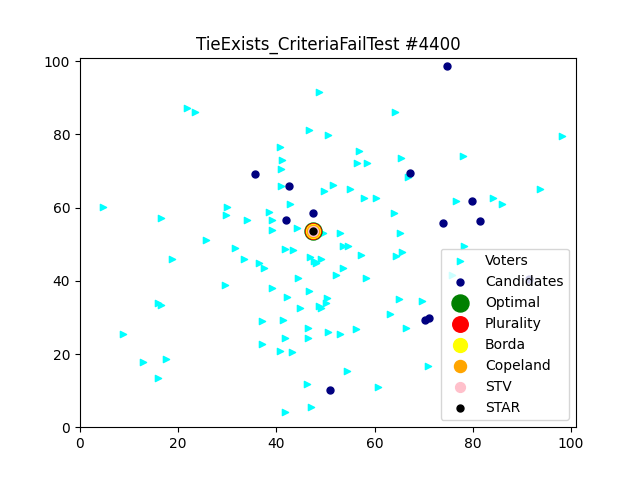 TieExists_CriteriaFailTest #4400
100
80
60
40
20
0
0
20
40
60
80
100
Voters
Candidates
Optimal
Plurality
Borda
Copeland
STV
STAR